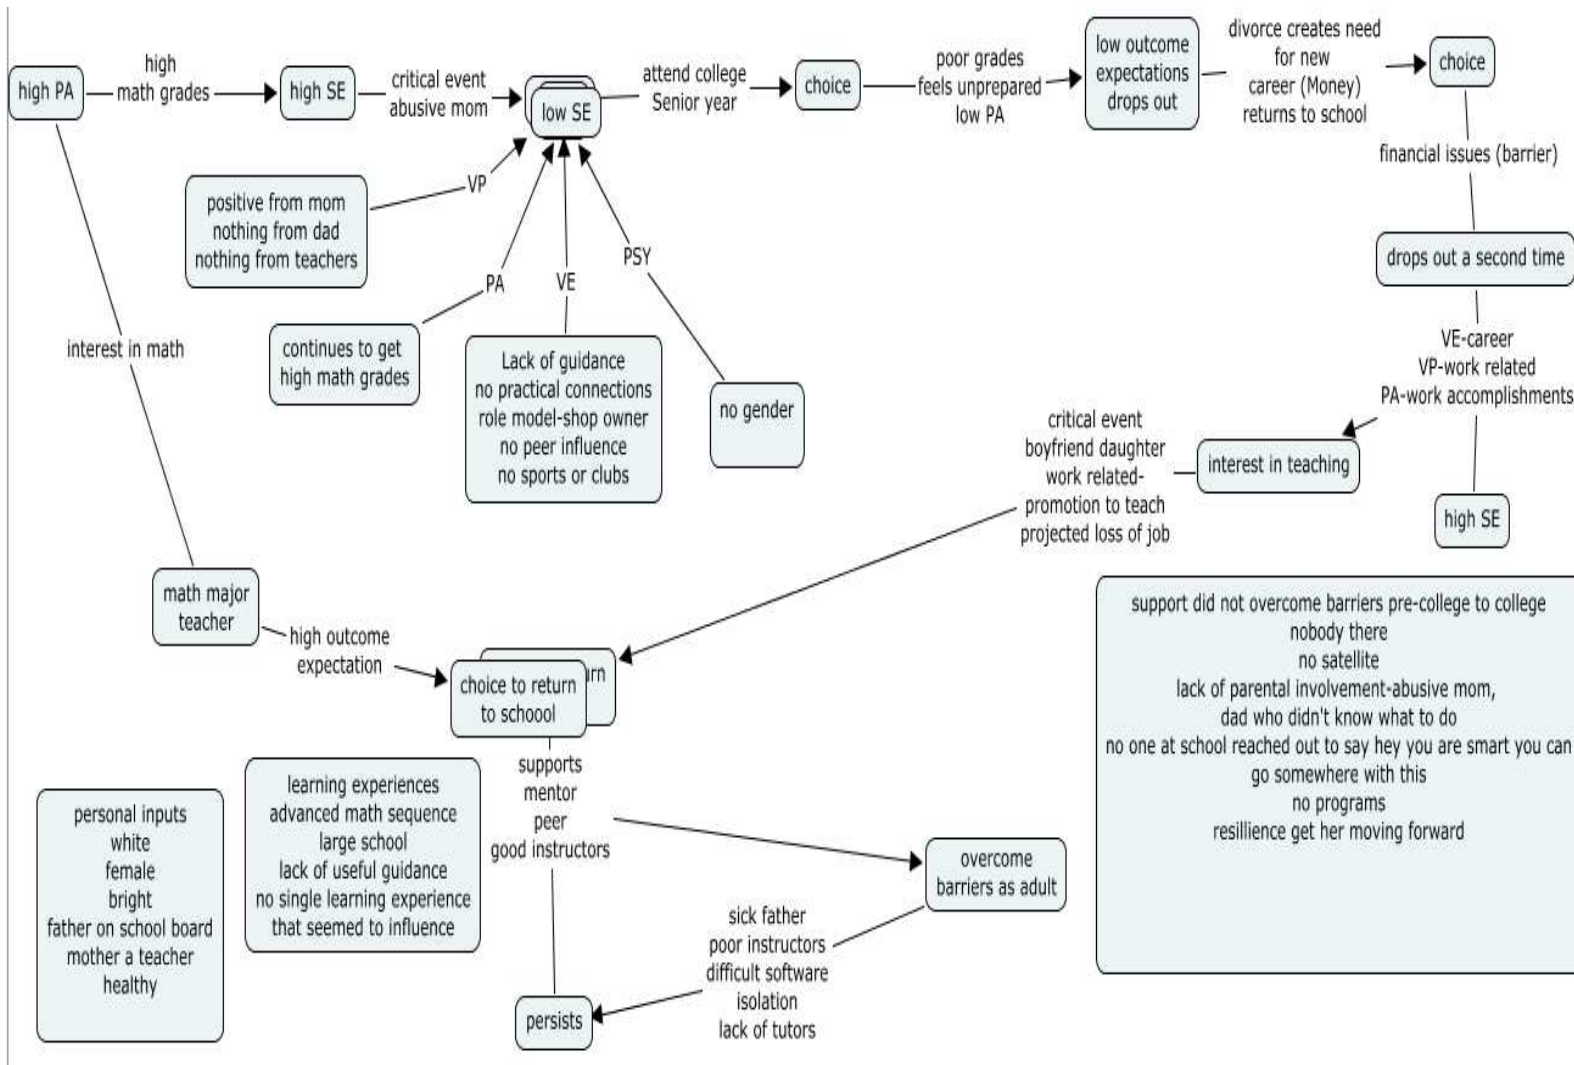 high PA
high
math grades
high SE
critical event
abusive mom
low SE
attend college
Senior year
choice
poor grades
feels unprepared
low PA
low outcome
expectations
drops out
divorce creates need
for new
career (Money)
returns to school
choice
financial issues (barrier)
drops out a second time
VE-career
VP-work related
PA-work accomplishments
interest in teaching
high SE
critical event
boyfriend daughter
work related-
promotion to teach
projected loss of job
positive from mom
nothing from dad
nothing from teachers
VP
continues to get
high math grades
PA
Lack of guidance
no practical connections
role model-shop owner
no peer influence
no sports or clubs
VE
no gender
PSY
interest in math
math major
teacher
high outcome
expectation
choice to return
to schoool
urn
supports
mentor
peer
good instructors
overcome
barriers as adult
sick father
poor instructors
difficult software
isolation
lack of tutors
persists
personal inputs
white
female
bright
father on school board
mother a teacher
healthy
learning experiences
advanced math sequence
large school
lack of useful guidance
no single learning experience
that seemed to influence
support did not overcome barriers pre-college to college
nobody there
no satellite
lack of parental involvement-abusive mom,
dad who didn't know what to do
no one at school reached out to say hey you are smart you can
go somewhere with this
no programs
resillience get her moving forward